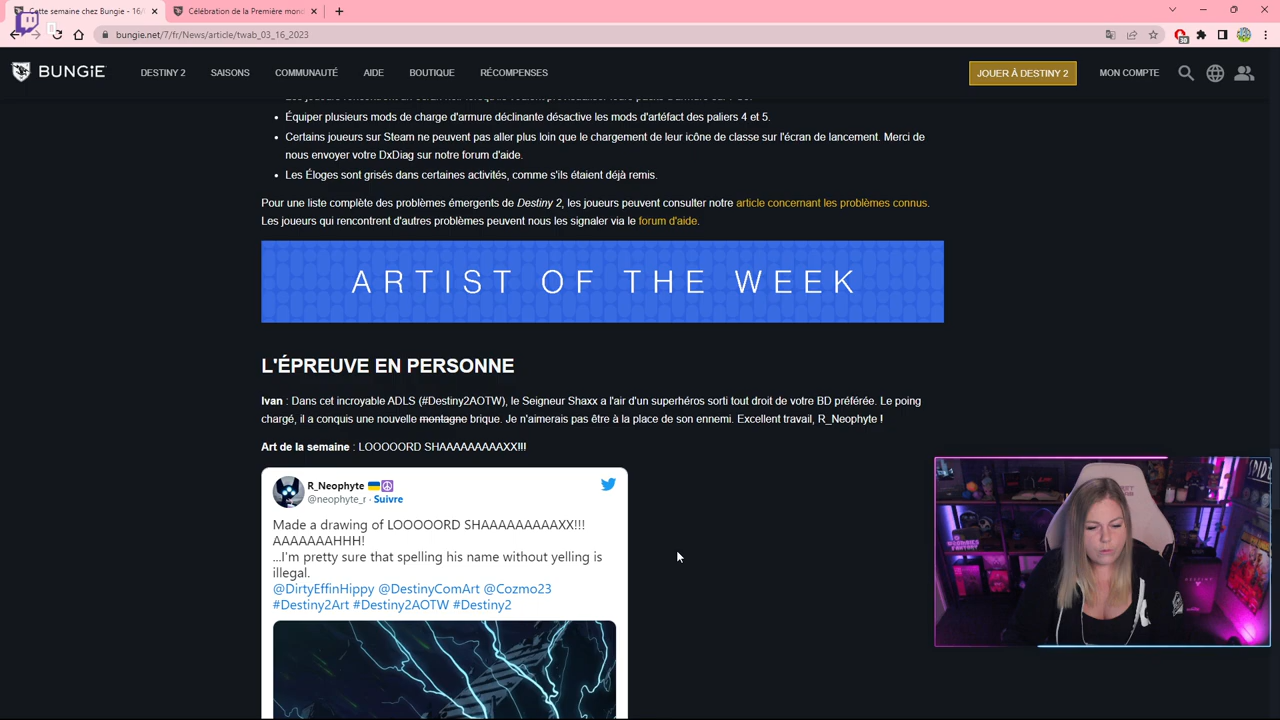 Cette semaine chez Bungie - 16/
Célébration de la Première mond
bungie.net/7/fr/News/article/twab_03_16_2023
BUNGIE
DESTINY 2
SAISONS
COMMUNAUTÉ
AIDE
BOUTIQUE
RÉCOMPENSES
JOUER À DESTINY 2
MON COMPTE
Équiper plusieurs mods de charge d'armure déclinante désactive les mods d'artéfact des paliers 4 et 5.
Certains joueurs sur Steam ne peuvent pas aller plus loin que le chargement de leur icône de classe sur l'écran de lancement. Merci de
nous envoyer votre DxDiag sur notre forum d'aide.
Les Éloges sont grisés dans certaines activités, comme s'ils étaient déjà remis.
Pour une liste complète des problèmes émergents de Destiny 2, les joueurs peuvent consulter notre article concernant les problèmes connus.
Les joueurs qui rencontrent d'autres problèmes peuvent nous les signaler via le forum d'aide.
ARTIST OF THE WEEK
L'ÉPREUVE EN PERSONNE
Ivan : Dans cet incroyable ADLS (#Destiny2AOTW), le Seigneur Shaxx a l'air d'un superhéros sorti tout droit de votre BD préférée. Le poing
chargé, il a conquis une nouvelle montagne brique. Je n'aimerais pas être à la place de son ennemi. Excellent travail, R_Neophyte !
Art de la semaine : LOOOOORD SHAAAAAAAAAXX!!!
R_Neophyte
@neophyte_r · Suivre
Made a drawing of LOOOOORD SHAAAAAAAAAXX!!!
AAAAAAAHHH!
...I'm pretty sure that spelling his name without yelling is
illegal.
@DirtyEffinHippy @DestinyComArt @Cozmo23
#Destiny2Art #Destiny2AOTW #Destiny2